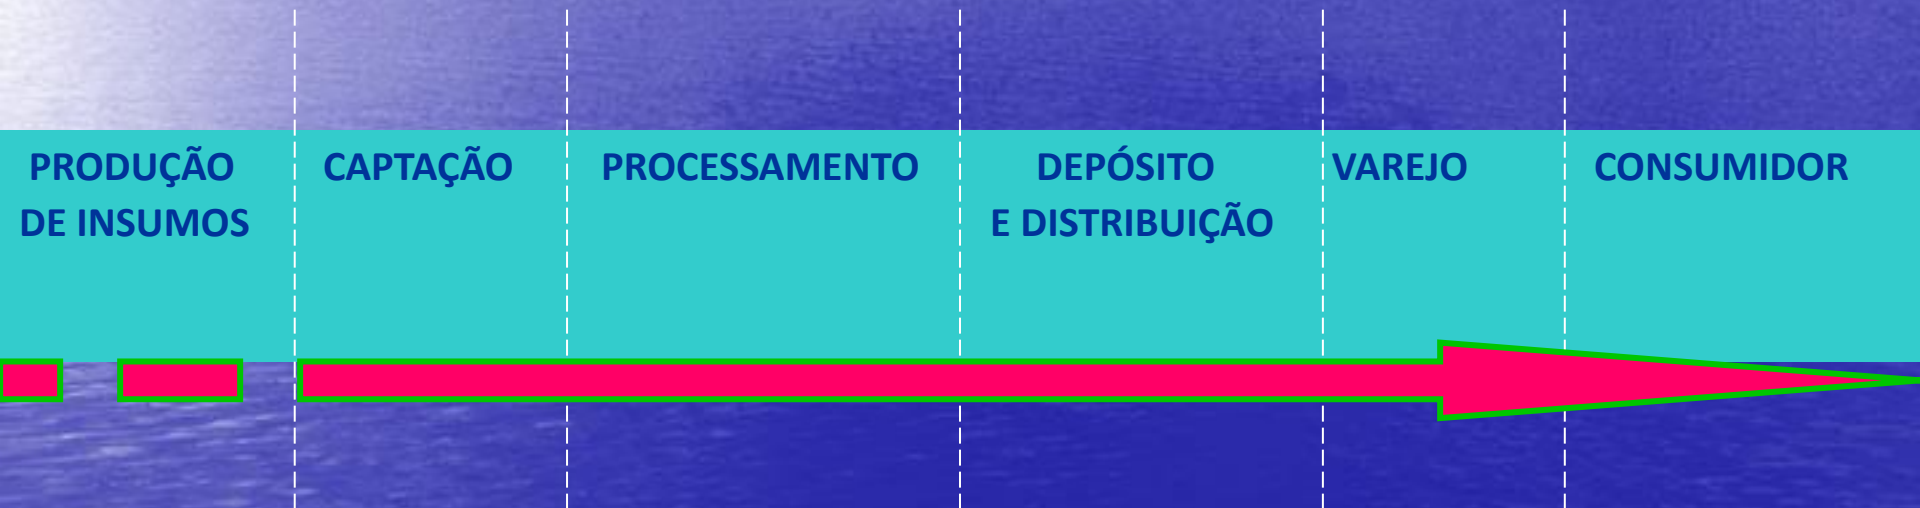 PRODUÇÃO
DE INSUMOS
CAPTAÇÃO
PROCESSAMENTO
DEPÓSITO
E DISTRIBUIÇÃO
VAREJO
CONSUMIDOR